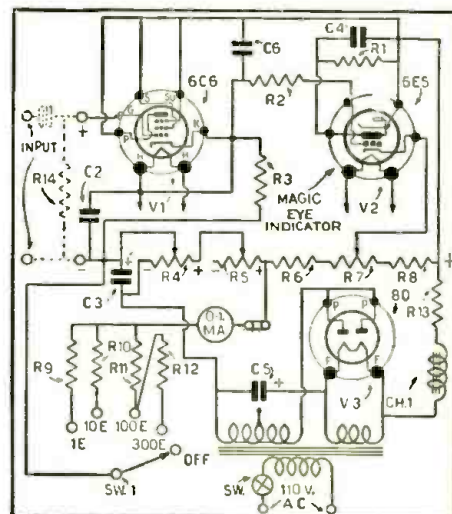 C4
C6
R1
6C6
6E5
S
SU
R2
G
P
K
INPUT
+
H
H
R3
R14
C2
V1
MAGIC
EYE
INDICATOR
V2
-
C3
+
-
R4
+
-
R5
+
R6
R7
R8
+
80
R13
P
P
0-1
MA
R9
R10
R11
R12
C5
+
F
F
V3
CH.1
1E
10E
100E
300E
OFF
SW.1
SW.
110 V.
A C